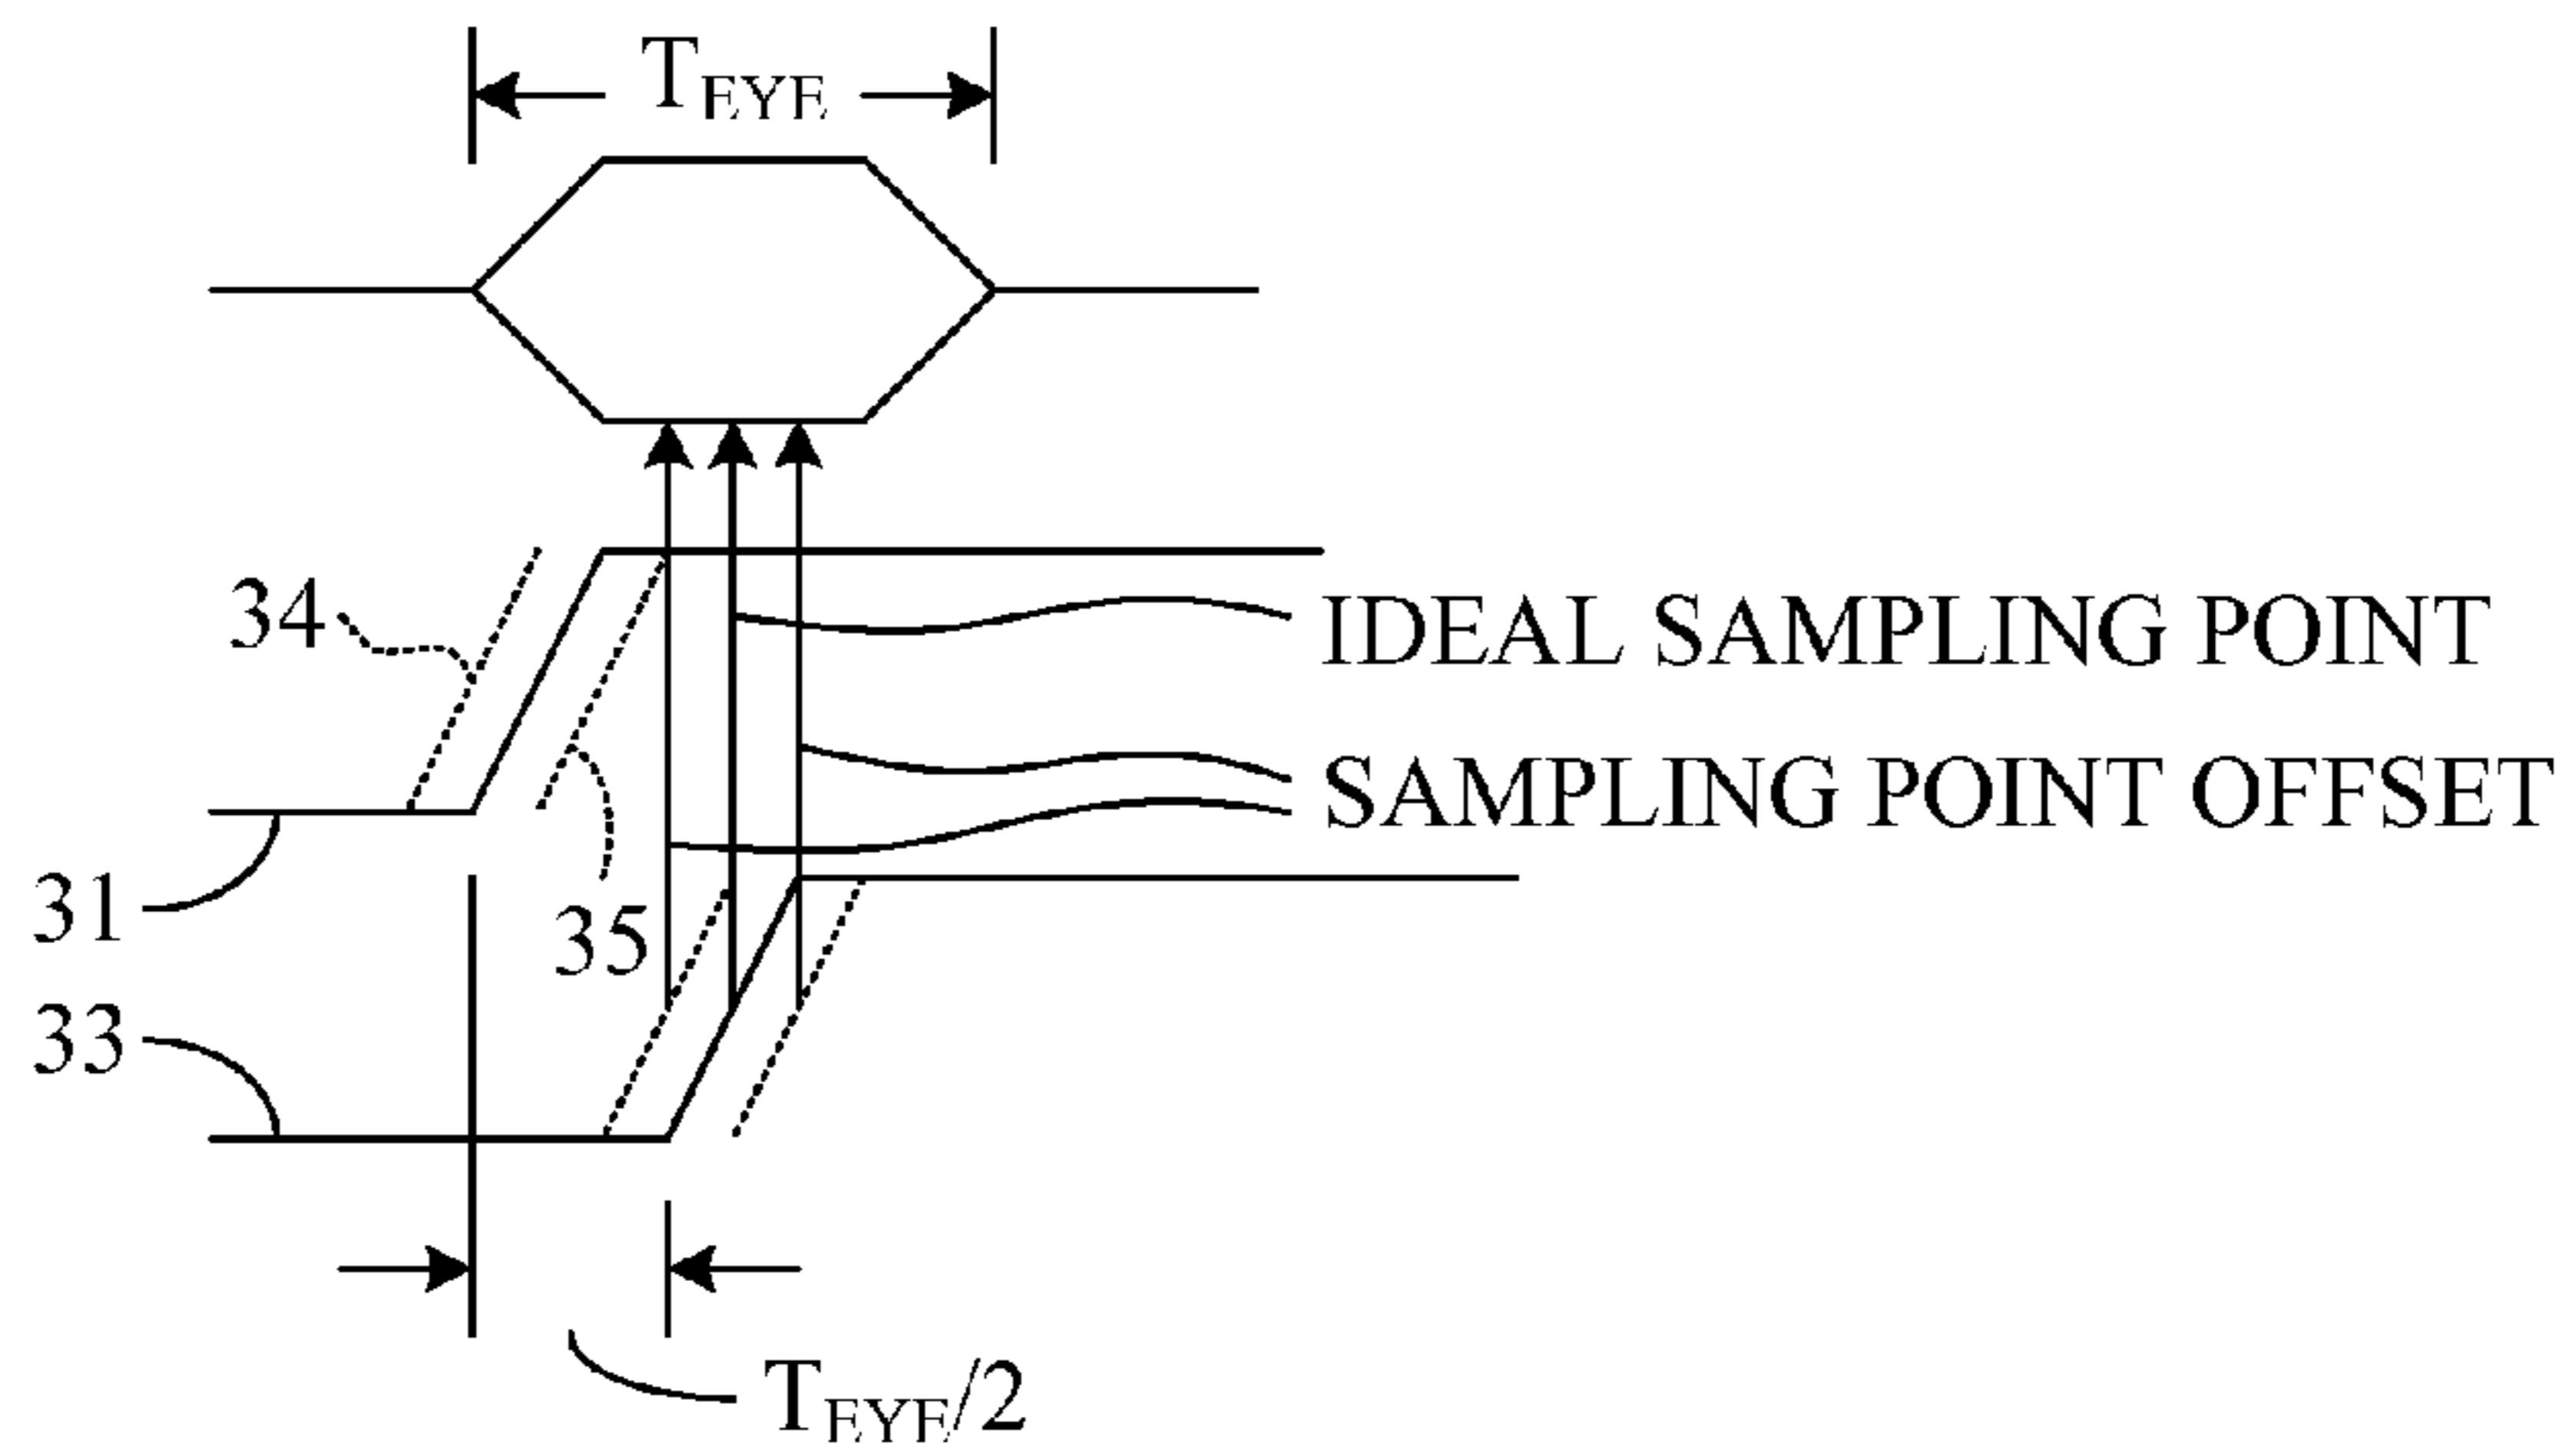 TEYE
34
IDEAL SAMPLING POINT
SAMPLING POINT OFFSET
31
35
33
TEYE/2